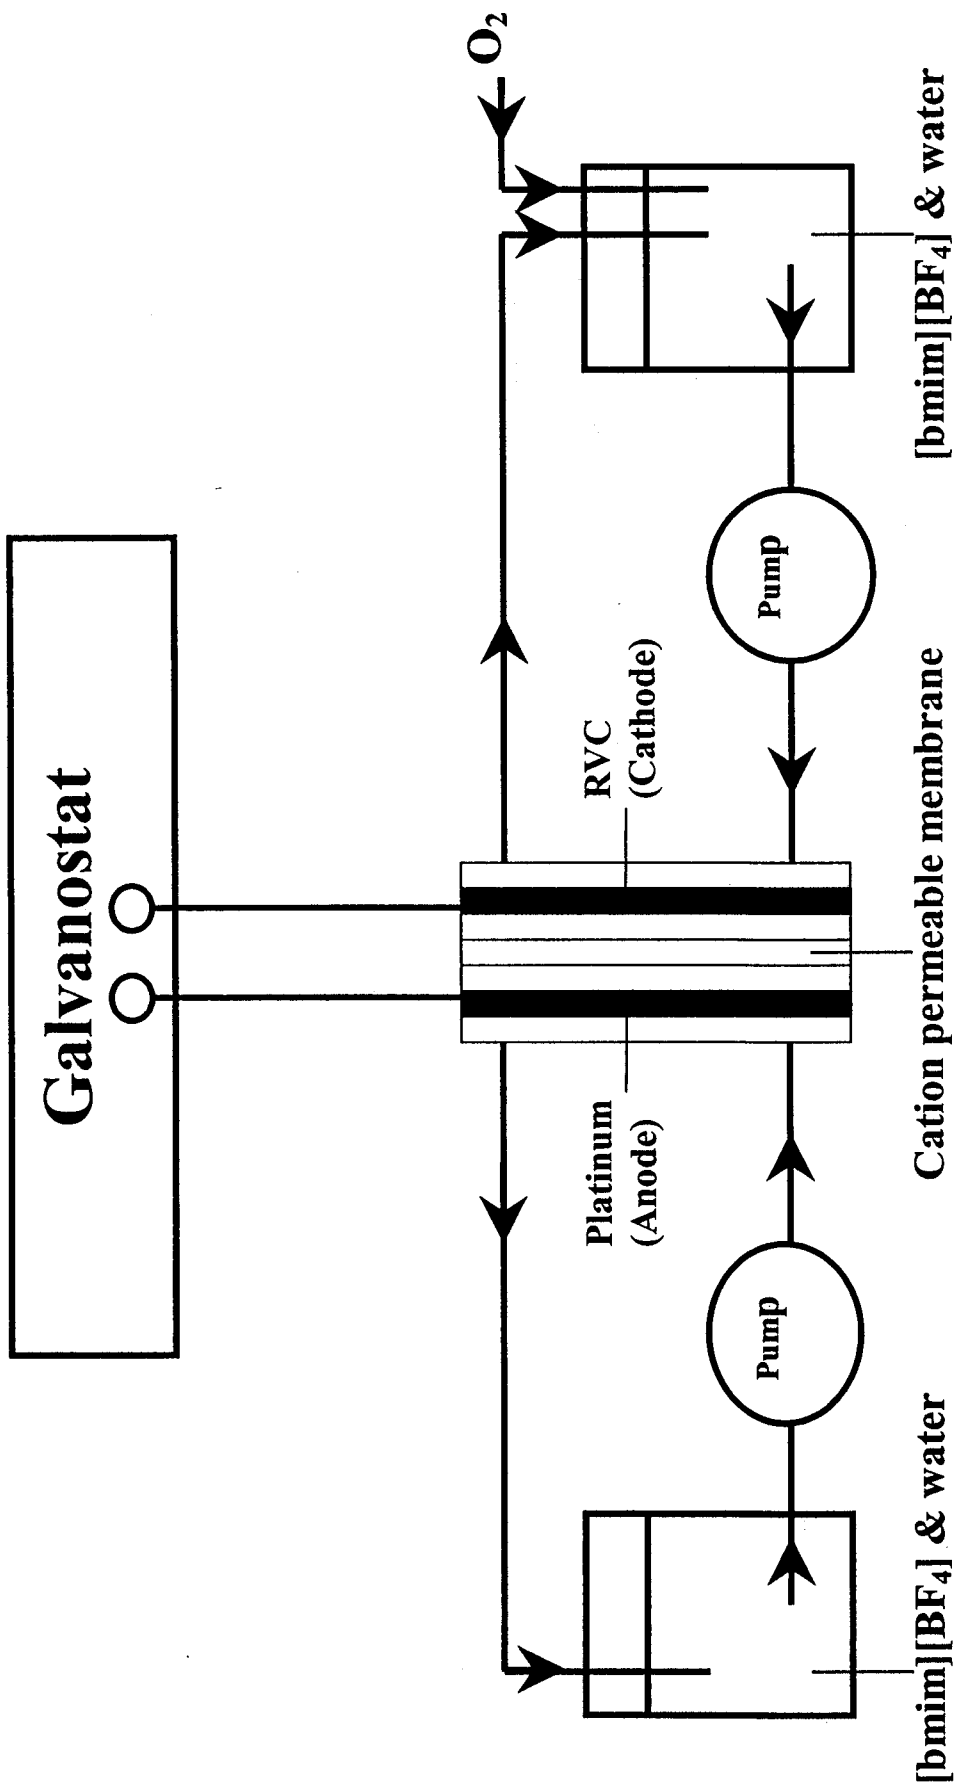 Galvanostat
O2
Platinum
(Anode)
RVC
(Cathode)
Pump
Pump
[bmim][BF4] & water
Cation permeable membrane
[bmim][BF4] & water